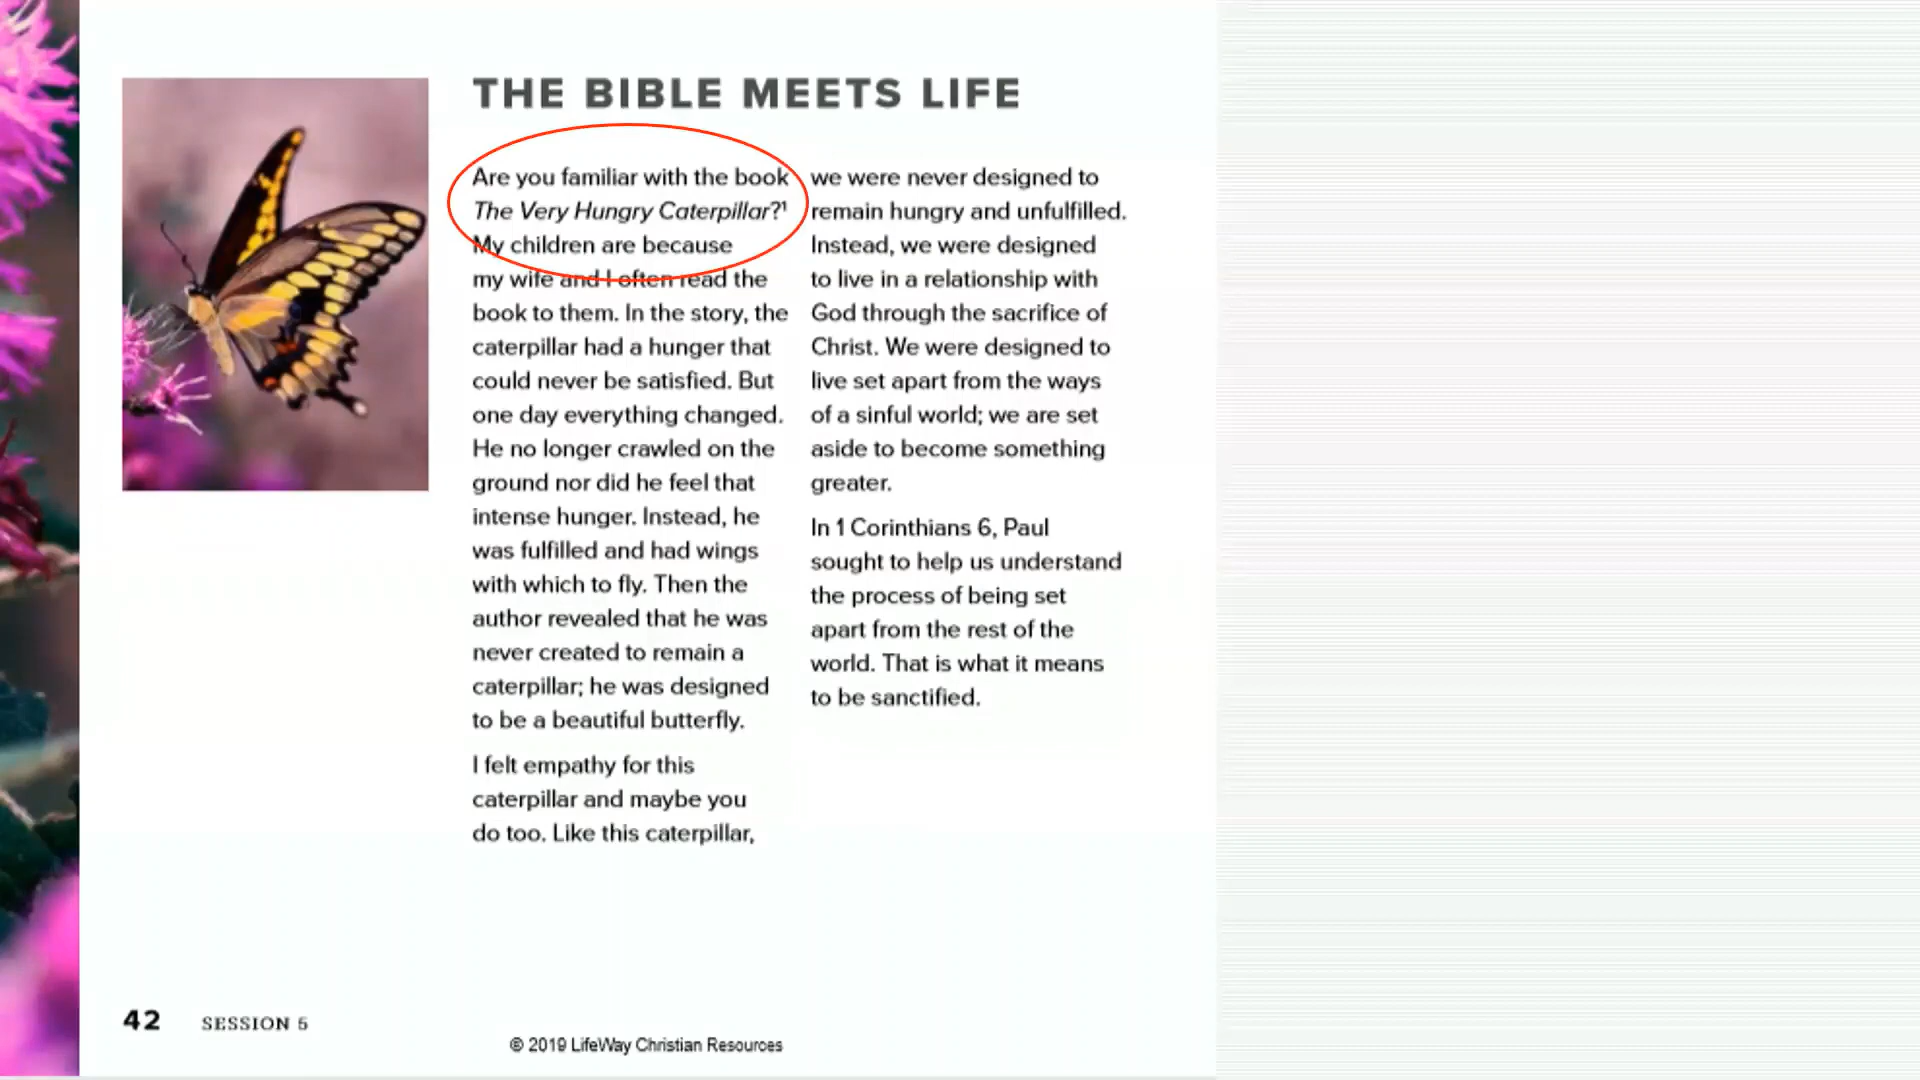 THE BIBLE MEETS LIFE
Are you familiar with the book
The Very Hungry Caterpillar?¹
My children are because
my wife and I often read the
book to them. In the story, the
caterpillar had a hunger that
could never be satisfied. But
one day everything changed.
He no longer crawled on the
ground nor did he feel that
intense hunger. Instead, he
was fulfilled and had wings
with which to fly. Then the
author revealed that he was
never created to remain a
caterpillar; he was designed
to be a beautiful butterfly.
I felt empathy for this
caterpillar and maybe you
do too. Like this caterpillar,
we were never designed to
remain hungry and unfulfilled.
Instead, we were designed
to live in a relationship with
God through the sacrifice of
Christ. We were designed to
live set apart from the ways
of a sinful world; we are set
aside to become something
greater.
In 1 Corinthians 6, Paul
sought to help us understand
the process of being set
apart from the rest of the
world. That is what it means
to be sanctified.
42 SESSION 5
© 2019 LifeWay Christian Resources